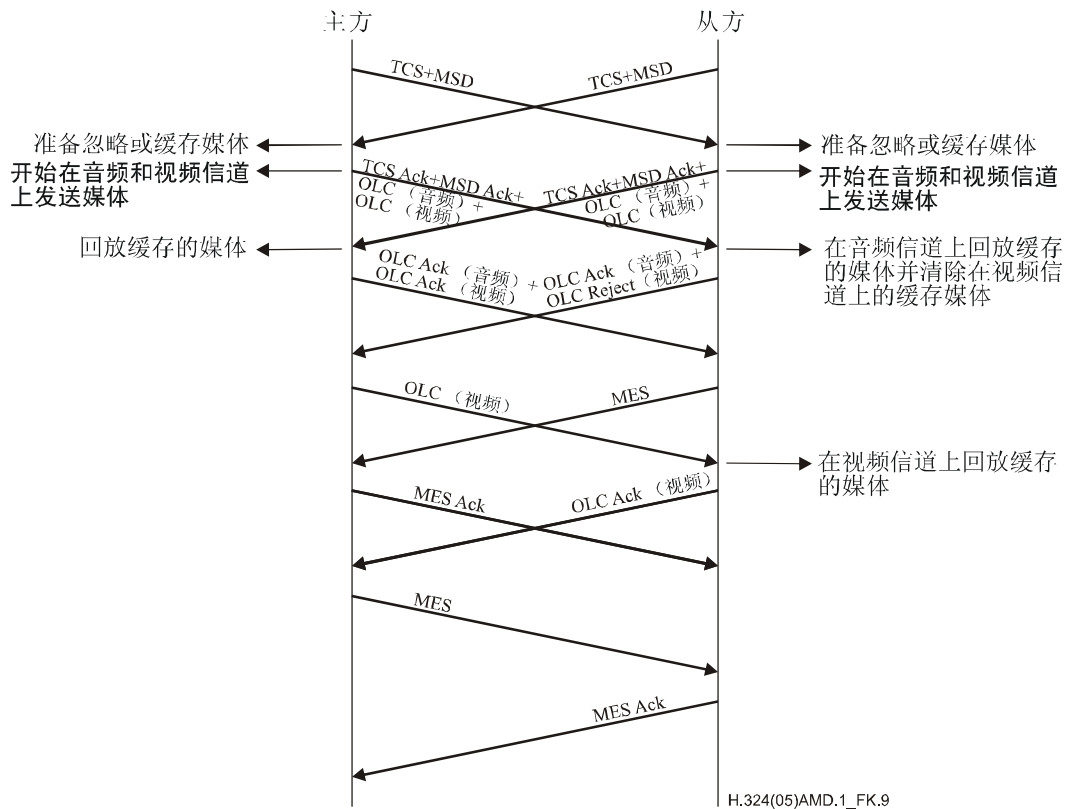 主方
从方
TCS+MSD
TCS+MSD
准备忽略或缓存媒体
准备忽略或缓存媒体
开始在音频和视频信道
上发送媒体
TCS Ack+MSD Ack+
OLC （音频）+
OLC （视频）
TCS Ack+MSD Ack+
OLC （音频）+
OLC （视频）
开始在音频和视频信道
上发送媒体
回放缓存的媒体
在音频信道上回放缓存
的媒体并清除在视频信
道上的缓存媒体
OLC Ack （音频）+
OLC Ack （视频）
OLC Ack （音频）+
OLC Reject（视频）
OLC （视频）
MES
在视频信道上回放缓存
的媒体
MES Ack
OLC Ack （视频）
MES
MES Ack
H.324(05)AMD.1_FK.9